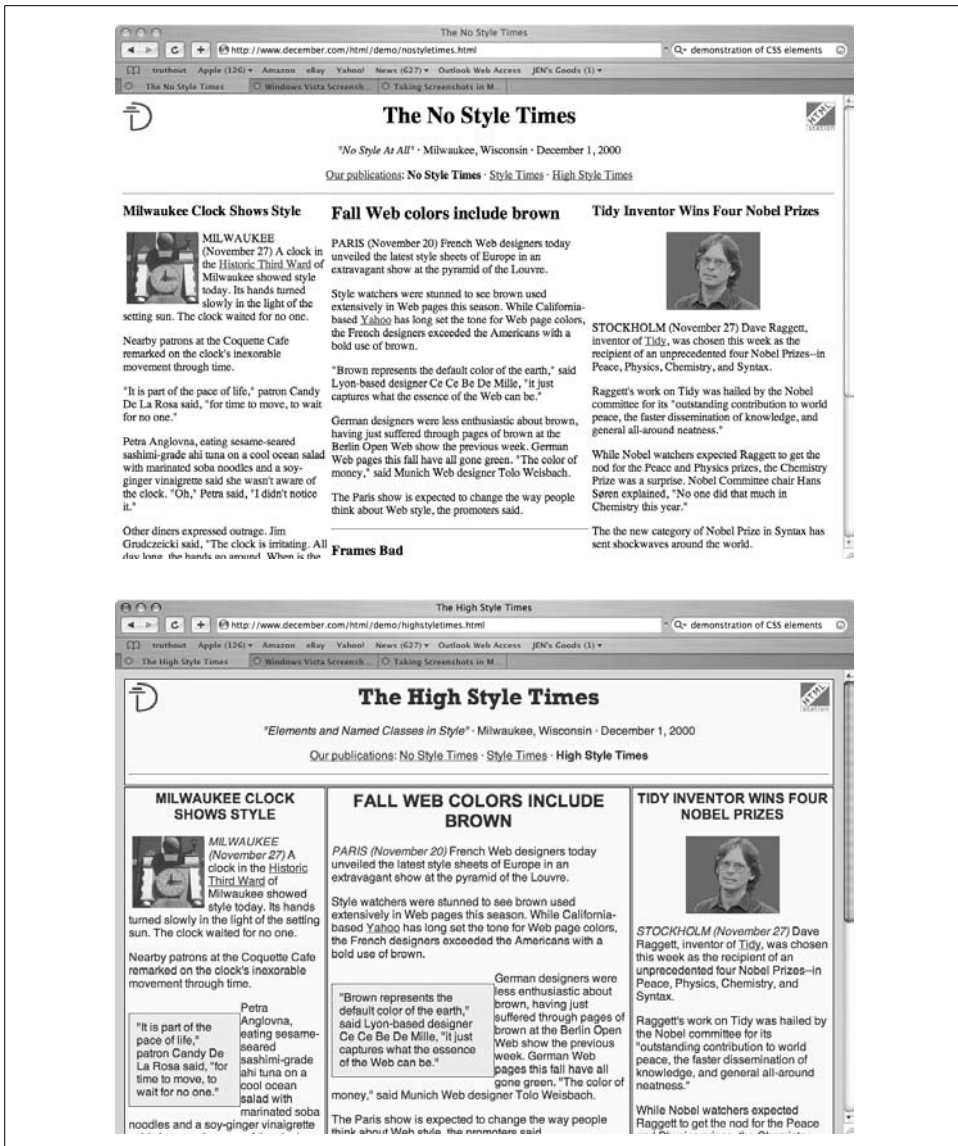 The No Style Times
http://www.december.com/html/demo/nostyletimes.html
demonstration of CSS elements
truthout Apple (126) Amazon eBay Yahoo! News (627) Outlook Web Access JEN's Goods (1)
The No Style Times Windows Vista Screensh... Taking Screenshots in M...
The No Style Times
HTML
station
"No Style At All" · Milwaukee, Wisconsin · December 1, 2000
Our publications: No Style Times · Style Times · High Style Times
Milwaukee Clock Shows Style
MILWAUKEE
(November 27) A clock in
the Historic Third Ward of
Milwaukee showed style
today. Its hands turned
slowly in the light of the
setting sun. The clock waited for no one.
Nearby patrons at the Coquette Cafe
remarked on the clock's inexorable
movement through time.
"It is part of the pace of life," patron Candy
De La Rosa said, "for time to move, to wait
for no one."
Petra Anglovna, eating sesame-seared
sashimi-grade ahi tuna on a cool ocean salad
with marinated soba noodles and a soy-
ginger vinaigrette said she wasn't aware of
the clock. "Oh," Petra said, "I didn't notice
it."
Other diners expressed outrage. Jim
Grudczeicki said, "The clock is irritating. All
day long, the hands go around. When is the
Fall Web colors include brown
PARIS (November 20) French Web designers today
unveiled the latest style sheets of Europe in an
extravagant show at the pyramid of the Louvre.
Style watchers were stunned to see brown used
extensively in Web pages this season. While California-
based Yahoo has long set the tone for Web page colors,
the French designers exceeded the Americans with a
bold use of brown.
"Brown represents the default color of the earth," said
Lyon-based designer Ce Ce Be De Mille, "it just
captures what the essence of the Web can be."
German designers were less enthusiastic about brown,
having just suffered through pages of brown at the
Berlin Open Web show the previous week. German
Web pages this fall have all gone green. "The color of
money," said Munich Web designer Tolo Weisbach.
The Paris show is expected to change the way people
think about Web style, the promoters said.
Frames Bad
Tidy Inventor Wins Four Nobel Prizes
STOCKHOLM (November 27) Dave Raggett,
inventor of Tidy, was chosen this week as the
recipient of an unprecedented four Nobel Prizes--in
Peace, Physics, Chemistry, and Syntax.
Raggett's work on Tidy was hailed by the Nobel
committee for its "outstanding contribution to world
peace, the faster dissemination of knowledge, and
general all-around neatness."
While Nobel watchers expected Raggett to get the
nod for the Peace and Physics prizes, the Chemistry
Prize was a surprise. Nobel Committee chair Hans
Søren explained, "No one did that much in
Chemistry this year."
The the new category of Nobel Prize in Syntax has
sent shockwaves around the world.
The High Style Times
http://www.december.com/html/demo/highstyletimes.html
demonstration of CSS elements
truthout Apple (126) Amazon eBay Yahoo! News (627) Outlook Web Access JEN's Goods (1)
The High Style Times Windows Vista Screensh... Taking Screenshots in M...
The High Style Times
HTML
station
"Elements and Named Classes in Style" · Milwaukee, Wisconsin · December 1, 2000
Our publications: No Style Times · Style Times · High Style Times
MILWAUKEE CLOCK
SHOWS STYLE
MILWAUKEE
(November 27) A
clock in the Historic
Third Ward of
Milwaukee showed
style today. Its hands
turned slowly in the light of the setting
sun. The clock waited for no one.
Nearby patrons at the Coquette Cafe
remarked on the clock's inexorable
movement through time.
"It is part of the
pace of life,"
patron Candy De
La Rosa said, "for
time to move, to
wait for no one."
Petra
Anglovna,
eating sesame-
seared
sashimi-grade
ahi tuna on a
cool ocean
salad with
marinated soba
noodles and a soy-ginger vinaigrette
FALL WEB COLORS INCLUDE
BROWN
PARIS (November 20) French Web designers today
unveiled the latest style sheets of Europe in an
extravagant show at the pyramid of the Louvre.
Style watchers were stunned to see brown used
extensively in Web pages this season. While California-
based Yahoo has long set the tone for Web page colors,
the French designers exceeded the Americans with a
bold use of brown.
"Brown represents the
default color of the earth,"
said Lyon-based designer
Ce Ce Be De Mille, "it just
captures what the essence
of the Web can be."
German designers were
less enthusiastic about
brown, having just
suffered through pages of
brown at the Berlin Open
Web show the previous
week. German Web
pages this fall have all
gone green. "The color of
money," said Munich Web designer Tolo Weisbach.
The Paris show is expected to change the way people
think about Web style, the promoters said.
TIDY INVENTOR WINS FOUR
NOBEL PRIZES
STOCKHOLM (November 27) Dave
Raggett, inventor of Tidy, was chosen
this week as the recipient of an
unprecedented four Nobel Prizes--in
Peace, Physics, Chemistry, and
Syntax.
Raggett's work on Tidy was hailed by
the Nobel committee for its
"outstanding contribution to world
peace, the faster dissemination of
knowledge, and general all-around
neatness."
While Nobel watchers expected
Raggett to get the nod for the Peace